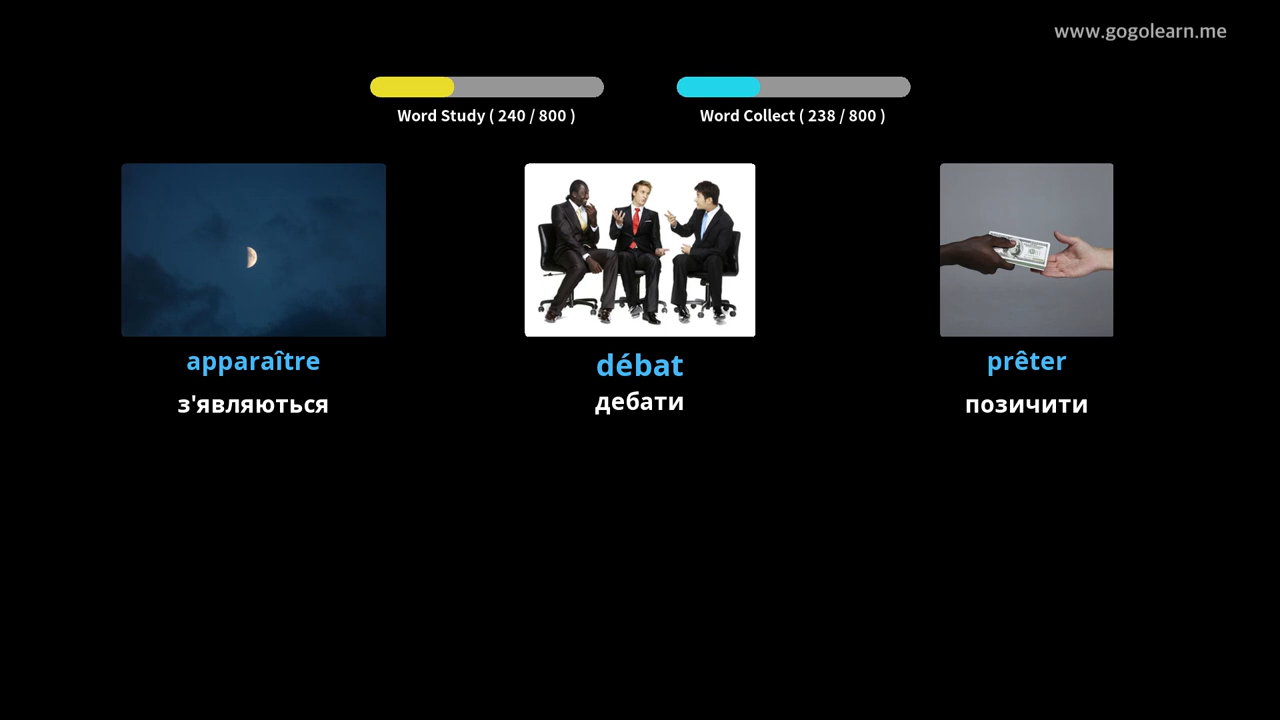 www.gogolearn.me
Word Study ( 240 / 800 )
Word Collect ( 238 / 800 )
apparaître
з'являються
débat
дебати
prêter
позичити